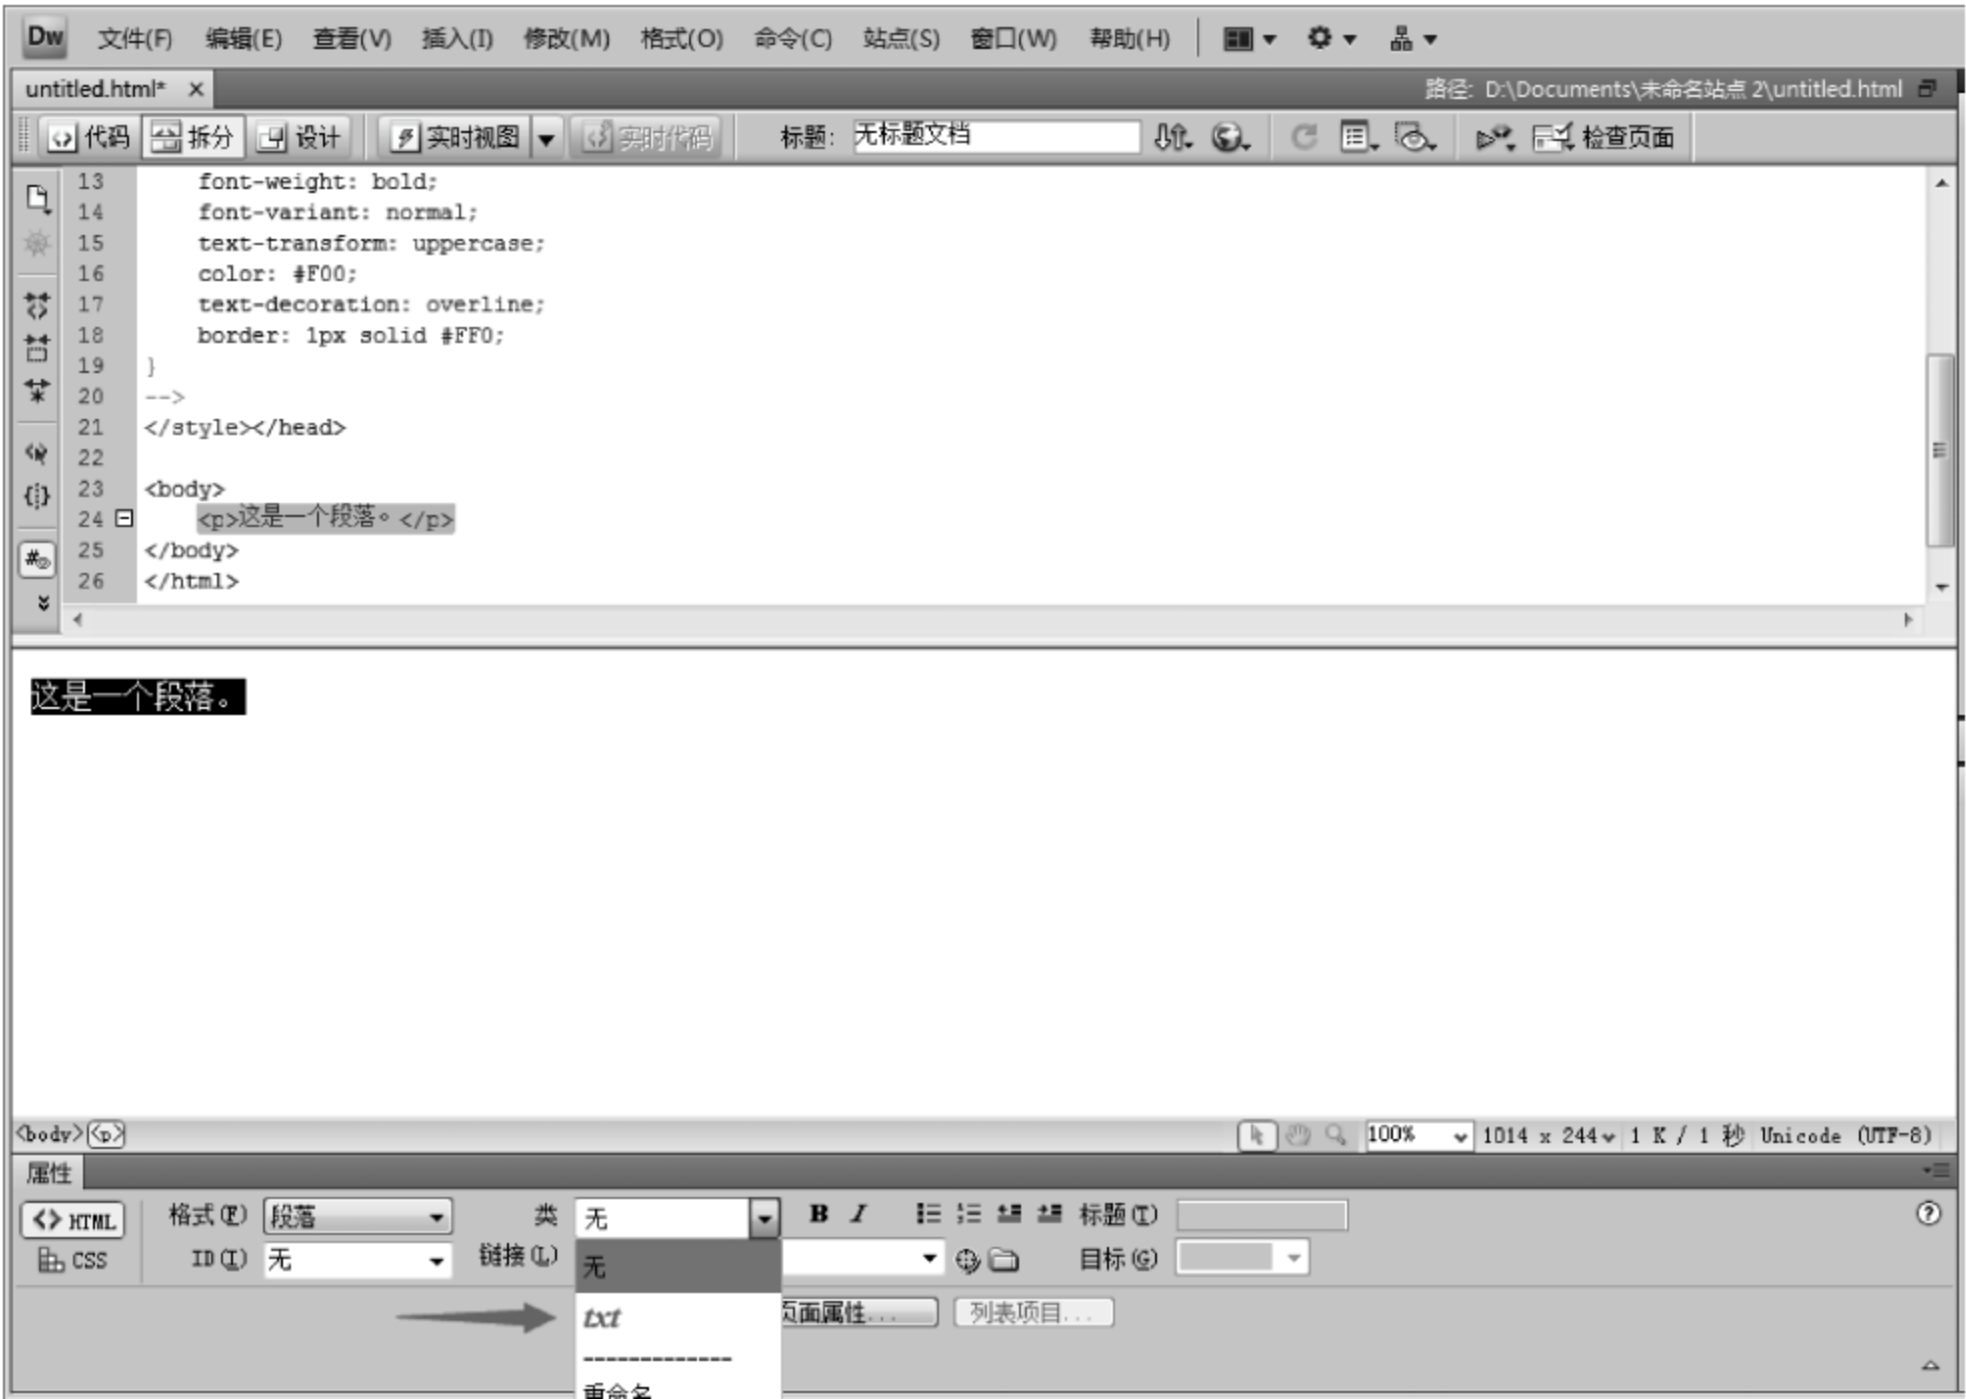 Dw 文件(F) 编辑(E) 查看(V) 插入(I) 修改(M) 格式(O) 命令(C) 站点(S) 窗口(W) 帮助(H)
untitled.html* × 路径: D:\Documents\未命名站点 2\untitled.html
代码 拆分 设计 实时视图 实时代码 标题: 无标题文档 检查页面
13 font-weight: bold;
14 font-variant: normal;
15 text-transform: uppercase;
16 color: #F00;
17 text-decoration: overline;
18 border: 1px solid #FF0;
19 }
20 -->
21 </style></head>
22
23 <body>
24 <p>这是一个段落。</p>
25 </body>
26 </html>
这是一个段落。
<body><p> 100% 1014 x 244 1 K / 1 秒 Unicode (UTF-8)
属性
<> HTML 格式(F) 段落 类 无 B I 标题(T)
CSS ID(I) 无 链接(L) 无 目标(G)
txt 页面属性... 列表项目...
-------------
重命名